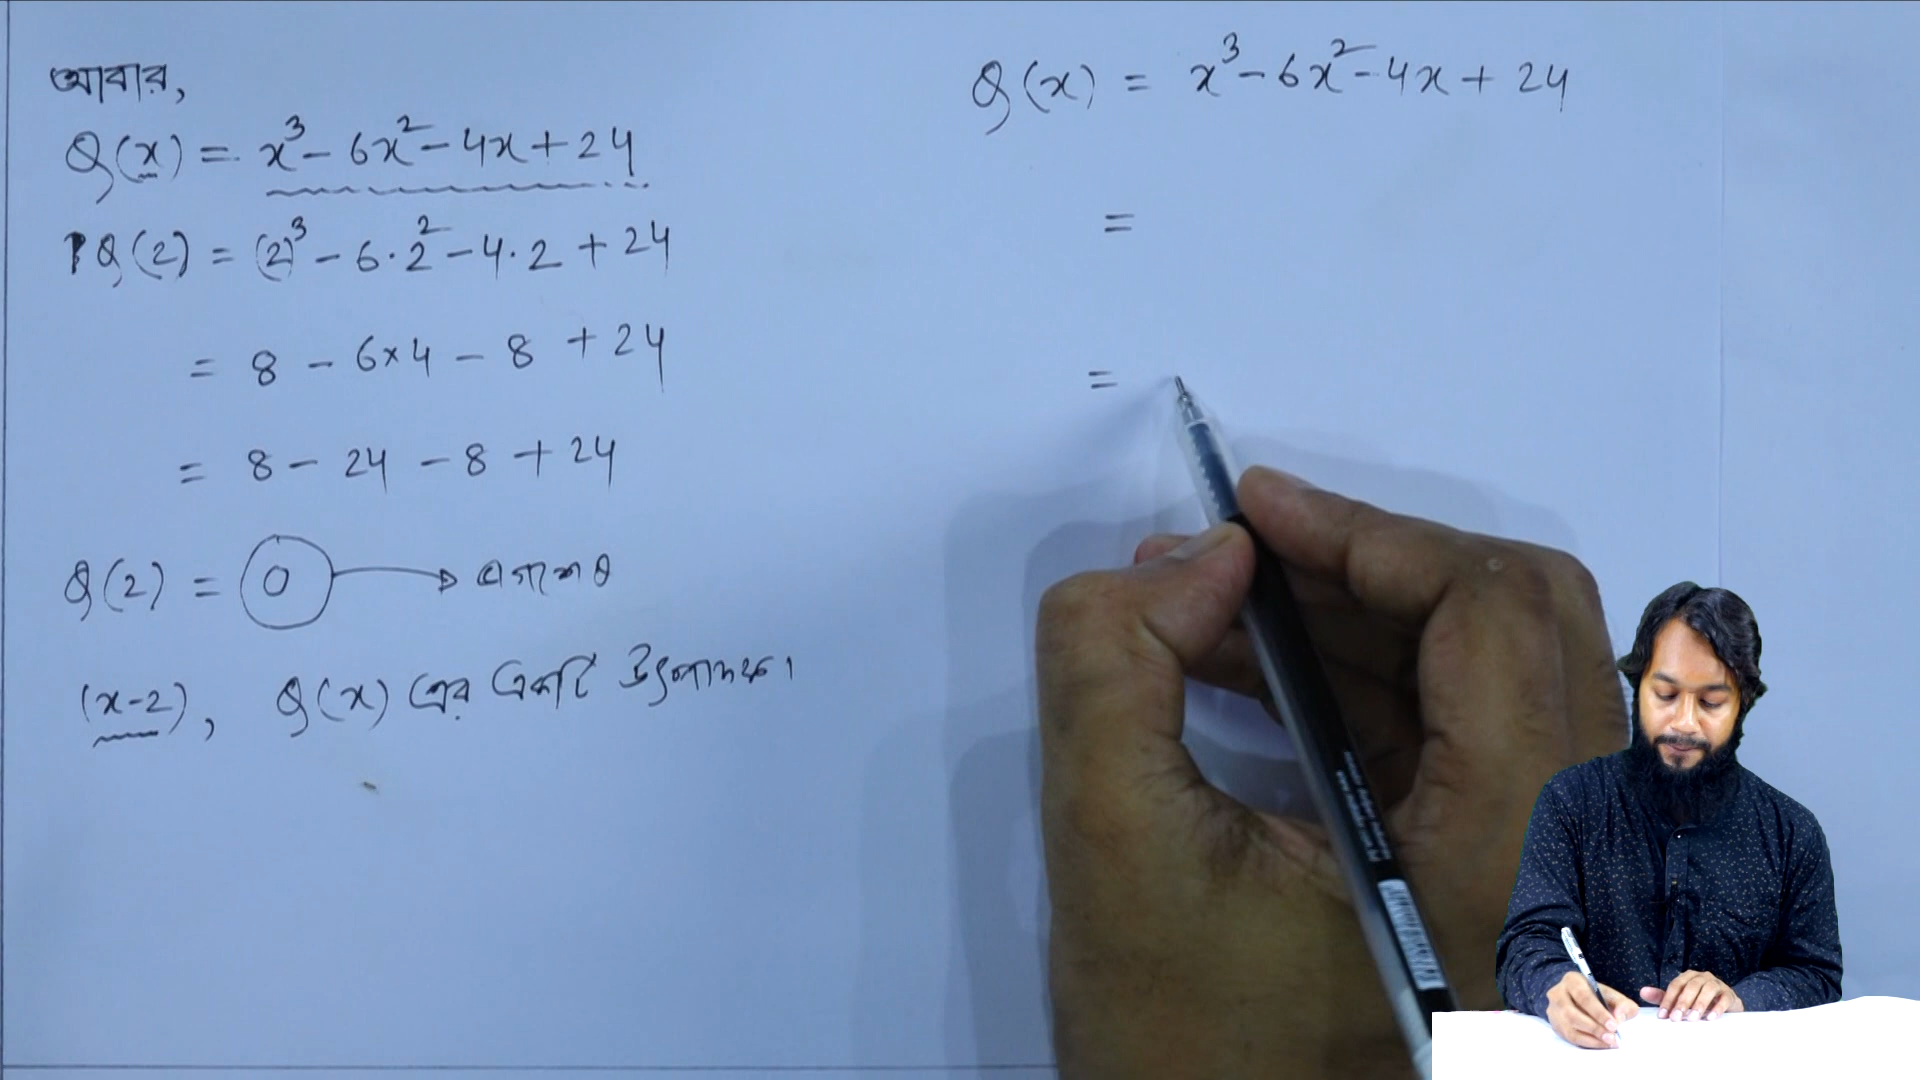 আবার,
Q(x) = x³ - 6x² - 4x + 24
Q(2) = (2)³ - 6·2² - 4·2 + 24
= 8 - 6×4 - 8 + 24
= 8 - 24 - 8 + 24
Q(2) = 0 →
(x-2), Q(x) এর একটি উৎপাদক।
Q(x) = x³ - 6x² - 4x + 24
=
=